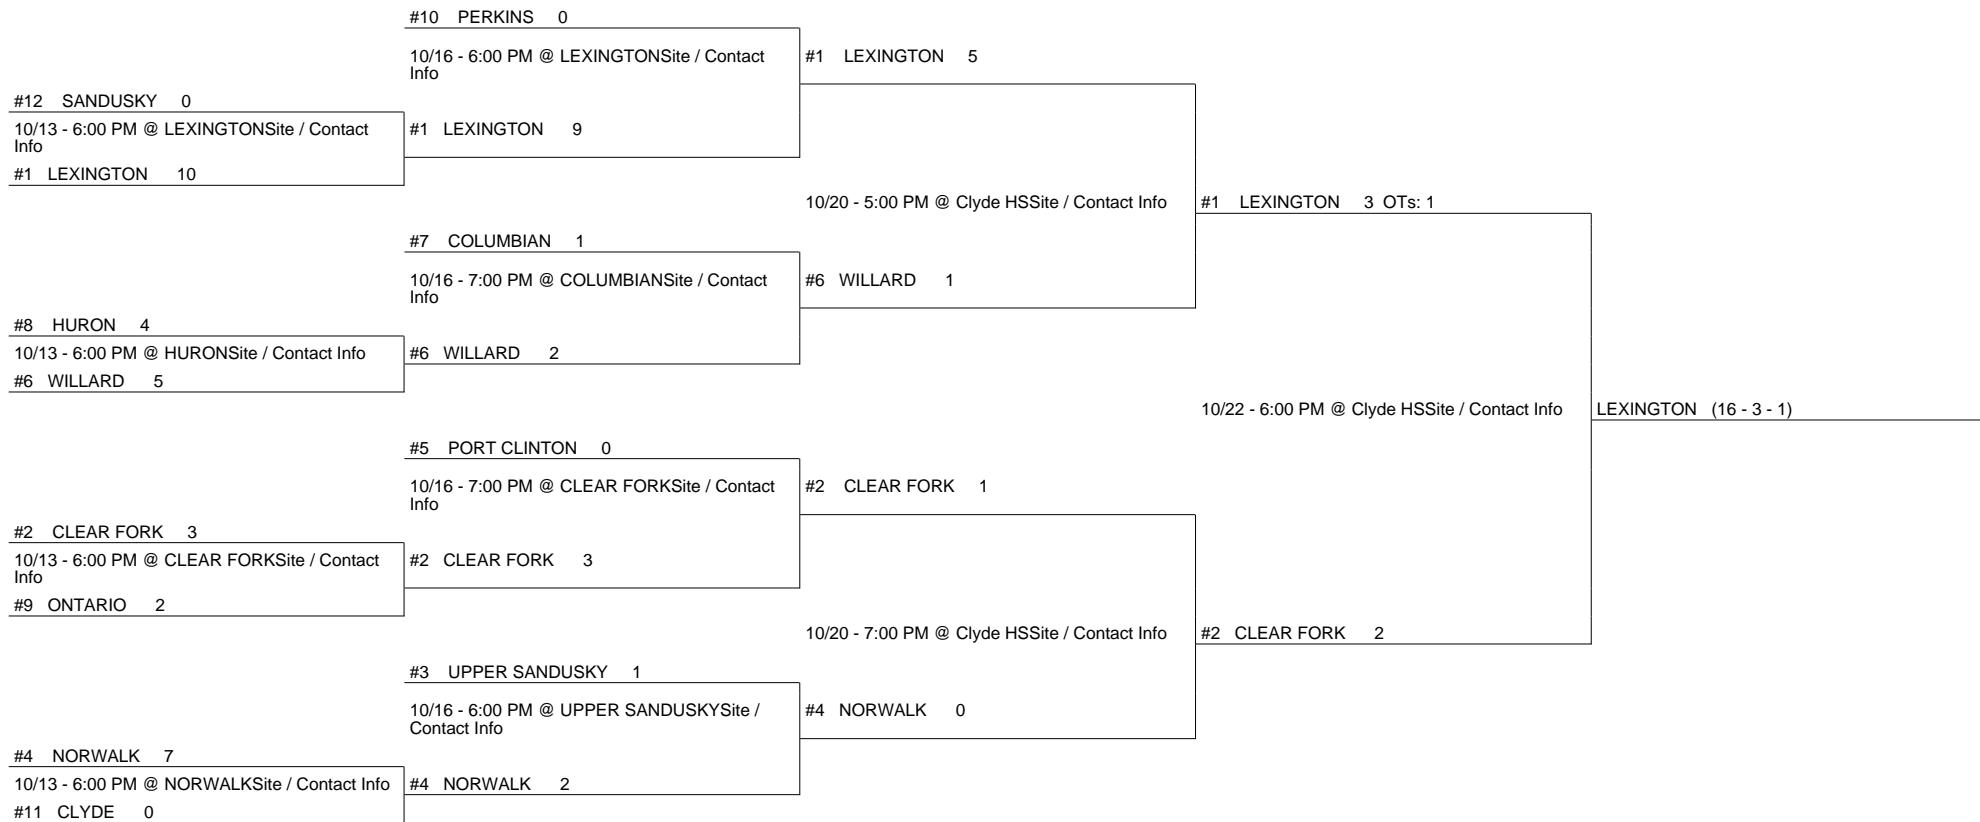 #10 PERKINS 0
10/16 - 6:00 PM @ LEXINGTONSite / Contact
Info
#1 LEXINGTON 5
#12 SANDUSKY 0
10/13 - 6:00 PM @ LEXINGTONSite / Contact
Info
#1 LEXINGTON 9
#1 LEXINGTON 10
10/20 - 5:00 PM @ Clyde HSSite / Contact Info
#1 LEXINGTON 3 OTs: 1
#7 COLUMBIAN 1
10/16 - 7:00 PM @ COLUMBIANSite / Contact
Info
#6 WILLARD 1
#8 HURON 4
10/13 - 6:00 PM @ HURONSite / Contact Info
#6 WILLARD 2
#6 WILLARD 5
10/22 - 6:00 PM @ Clyde HSSite / Contact Info
LEXINGTON (16 - 3 - 1)
#5 PORT CLINTON 0
10/16 - 7:00 PM @ CLEAR FORKSite / Contact
Info
#2 CLEAR FORK 1
#2 CLEAR FORK 3
10/13 - 6:00 PM @ CLEAR FORKSite / Contact
Info
#2 CLEAR FORK 3
#9 ONTARIO 2
10/20 - 7:00 PM @ Clyde HSSite / Contact Info
#2 CLEAR FORK 2
#3 UPPER SANDUSKY 1
10/16 - 6:00 PM @ UPPER SANDUSKYSite /
Contact Info
#4 NORWALK 0
#4 NORWALK 7
10/13 - 6:00 PM @ NORWALKSite / Contact Info
#4 NORWALK 2
#11 CLYDE 0